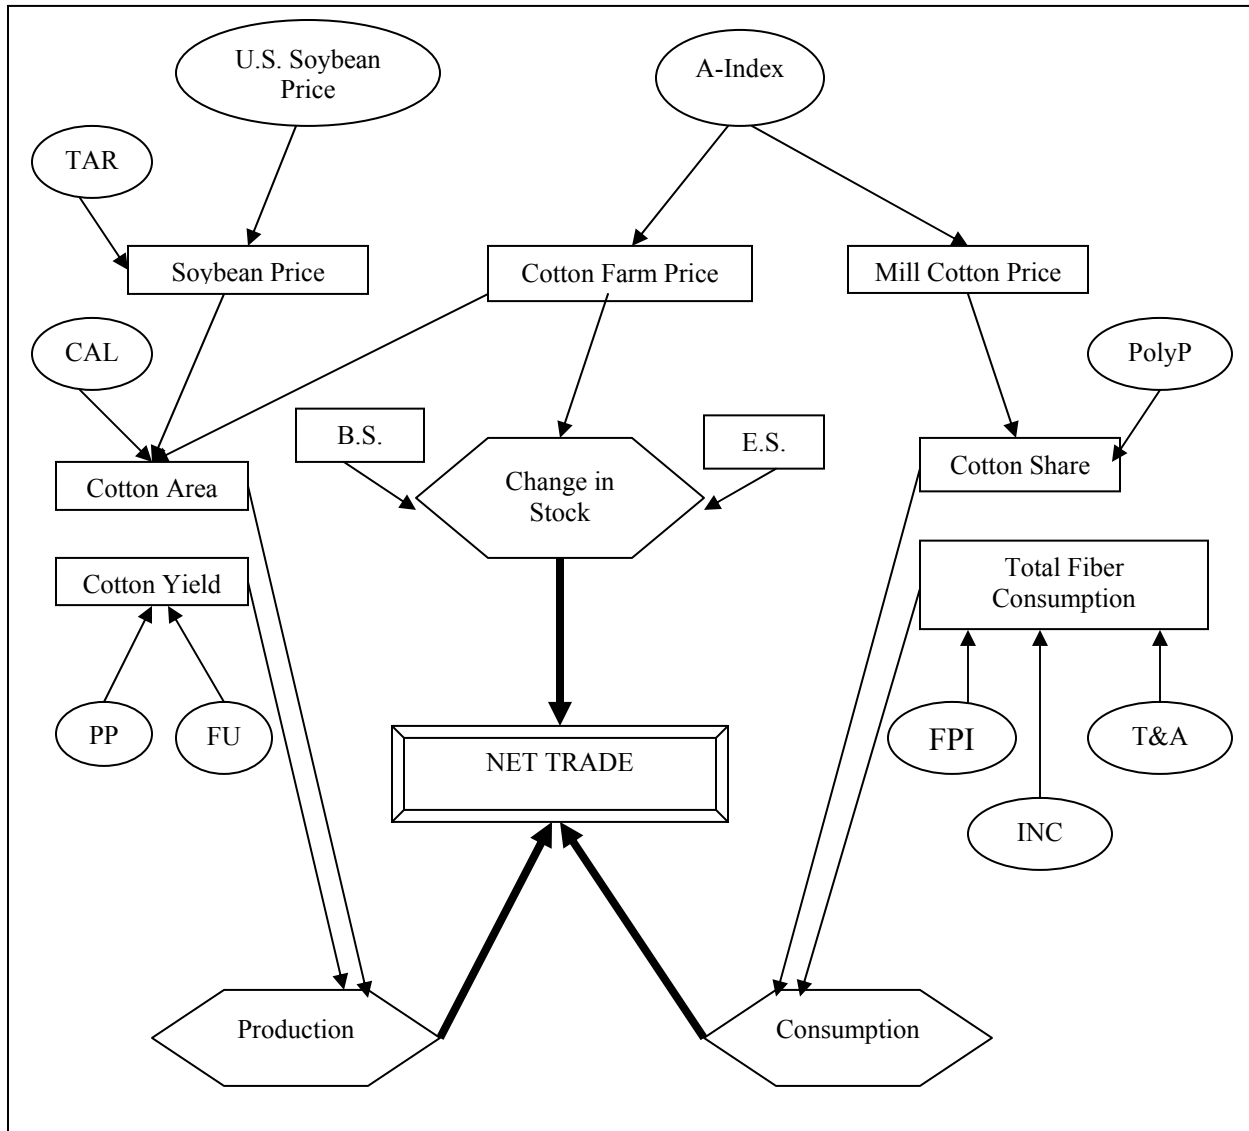 U.S. Soybean
Price
A-Index
TAR
Soybean Price
Cotton Farm Price
Mill Cotton Price
CAL
PolyP
B.S.
E.S.
Change in
Stock
Cotton Share
Cotton Area
Cotton Yield
Total Fiber
Consumption
PP
FU
FPI
T&A
NET TRADE
INC
Production
Consumption